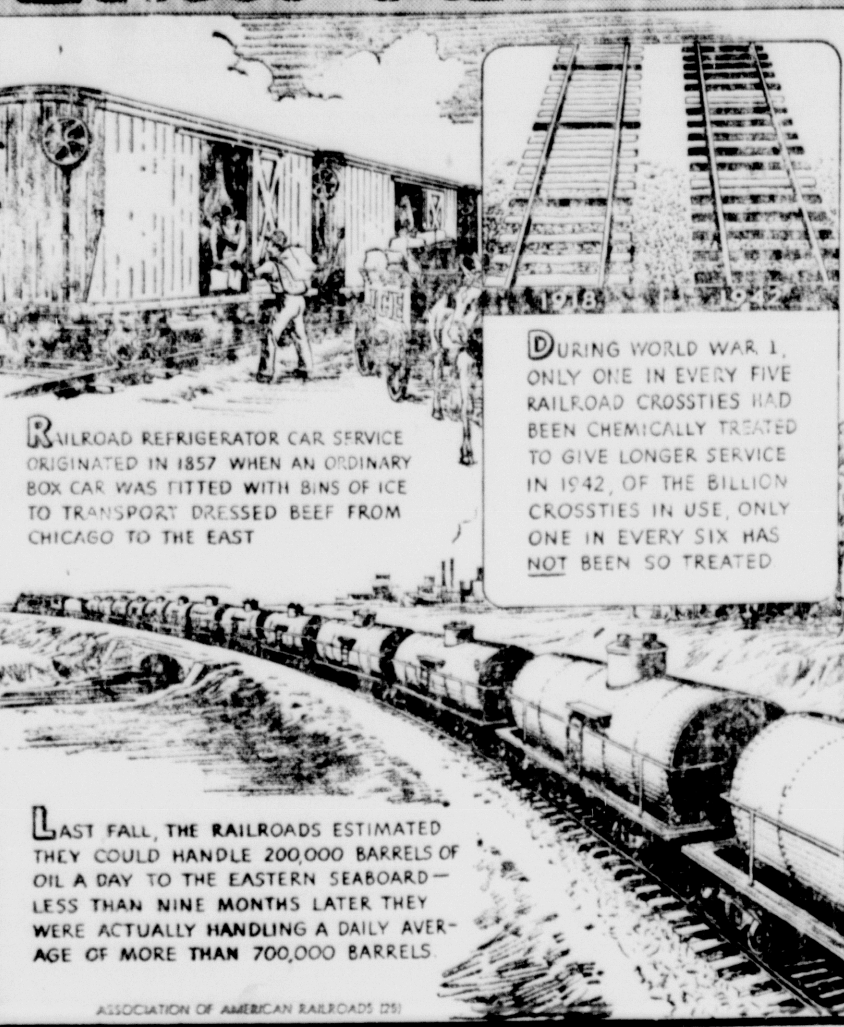 ICE
1918
1942
DURING WORLD WAR 1,
ONLY ONE IN EVERY FIVE
RAILROAD CROSSTIES HAD
BEEN CHEMICALLY TREATED
TO GIVE LONGER SERVICE
IN 1942, OF THE BILLION
CROSSTIES IN USE, ONLY
ONE IN EVERY SIX HAS
NOT BEEN SO TREATED
RAILROAD REFRIGERATOR CAR SERVICE
ORIGINATED IN 1857 WHEN AN ORDINARY
BOX CAR WAS FITTED WITH BINS OF ICE
TO TRANSPORT DRESSED BEEF FROM
CHICAGO TO THE EAST
LAST FALL, THE RAILROADS ESTIMATED
THEY COULD HANDLE 200,000 BARRELS OF
OIL A DAY TO THE EASTERN SEABOARD—
LESS THAN NINE MONTHS LATER THEY
WERE ACTUALLY HANDLING A DAILY AVER-
AGE OF MORE THAN 700,000 BARRELS.
ASSOCIATION OF AMERICAN RAILROADS (25)